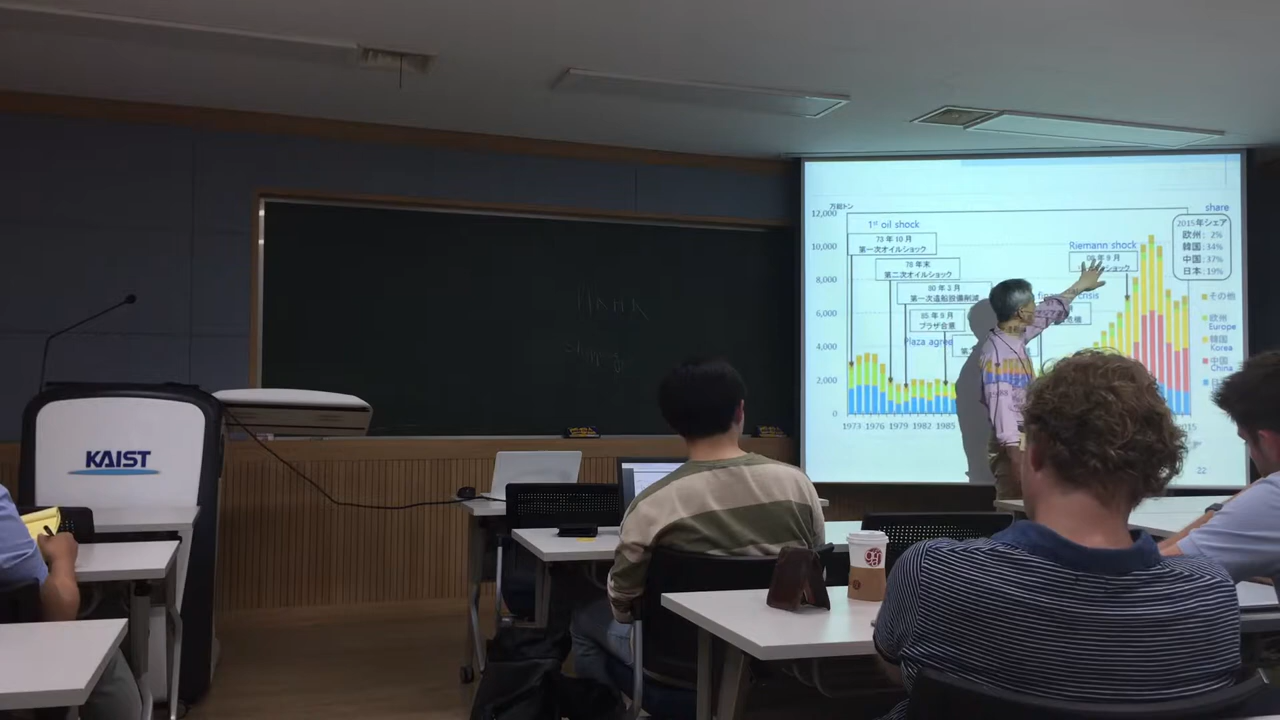 KAIST
万総トン
share
12,000
10,000
8,000
6,000
4,000
2,000
0
1st oil shock
73 年 10 月
第一次オイルショック
78 年末
第二次オイルショック
80 年 3 月
第一次造船設備削減
85 年 9 月
プラザ合意
Plaza agree
Riemann shock
08 年 9 月
ショック
crisis
2015年シェア
欧州： 2%
韓国：34%
中国：37%
日本：19%
その他
欧州
Europe
韓国
Korea
中国
China
1973 1976 1979 1982 1985
22